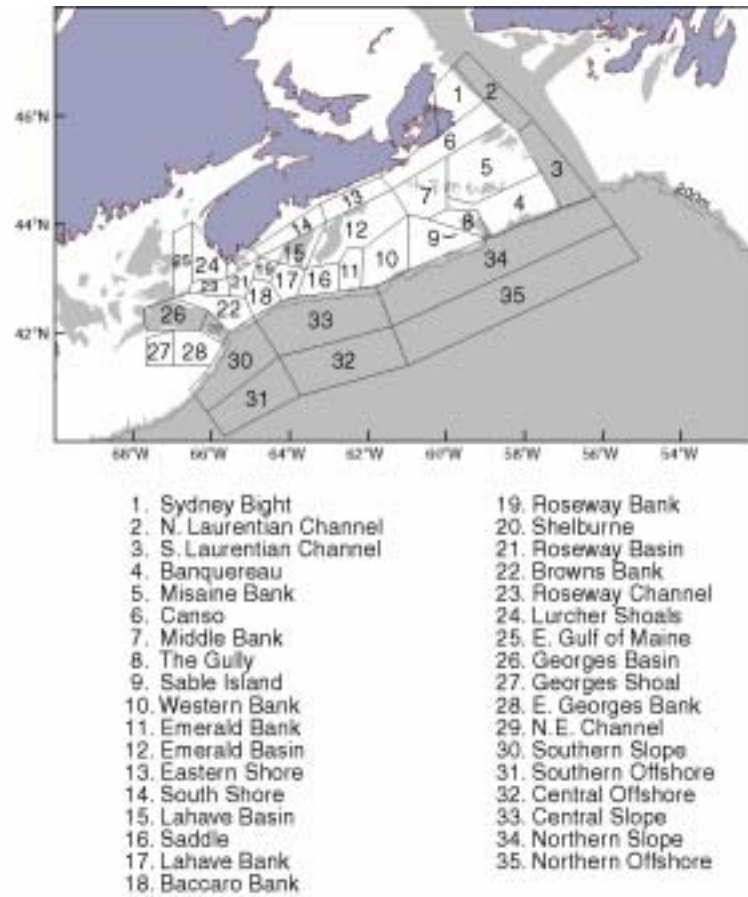 46°N
44°N
42°N
1
2
6
5
3
7
4
13
8
14
12
9
15
10
34
25
24
19
11
23
21
17
16
35
22
18
26
33
27
28
30
32
31
200m
68°W 66°W 64°W 62°W 60°W 58°W 56°W 54°W
1. Sydney Bight
2. N. Laurentian Channel
3. S. Laurentian Channel
4. Banquereau
5. Misaine Bank
6. Canso
7. Middle Bank
8. The Gully
9. Sable Island
10. Western Bank
11. Emerald Bank
12. Emerald Basin
13. Eastern Shore
14. South Shore
15. Lahave Basin
16. Saddle
17. Lahave Bank
18. Baccaro Bank
19. Roseway Bank
20. Shelburne
21. Roseway Basin
22. Browns Bank
23. Roseway Channel
24. Lurcher Shoals
25. E. Gulf of Maine
26. Georges Basin
27. Georges Shoal
28. E. Georges Bank
29. N.E. Channel
30. Southern Slope
31. Southern Offshore
32. Central Offshore
33. Central Slope
34. Northern Slope
35. Northern Offshore